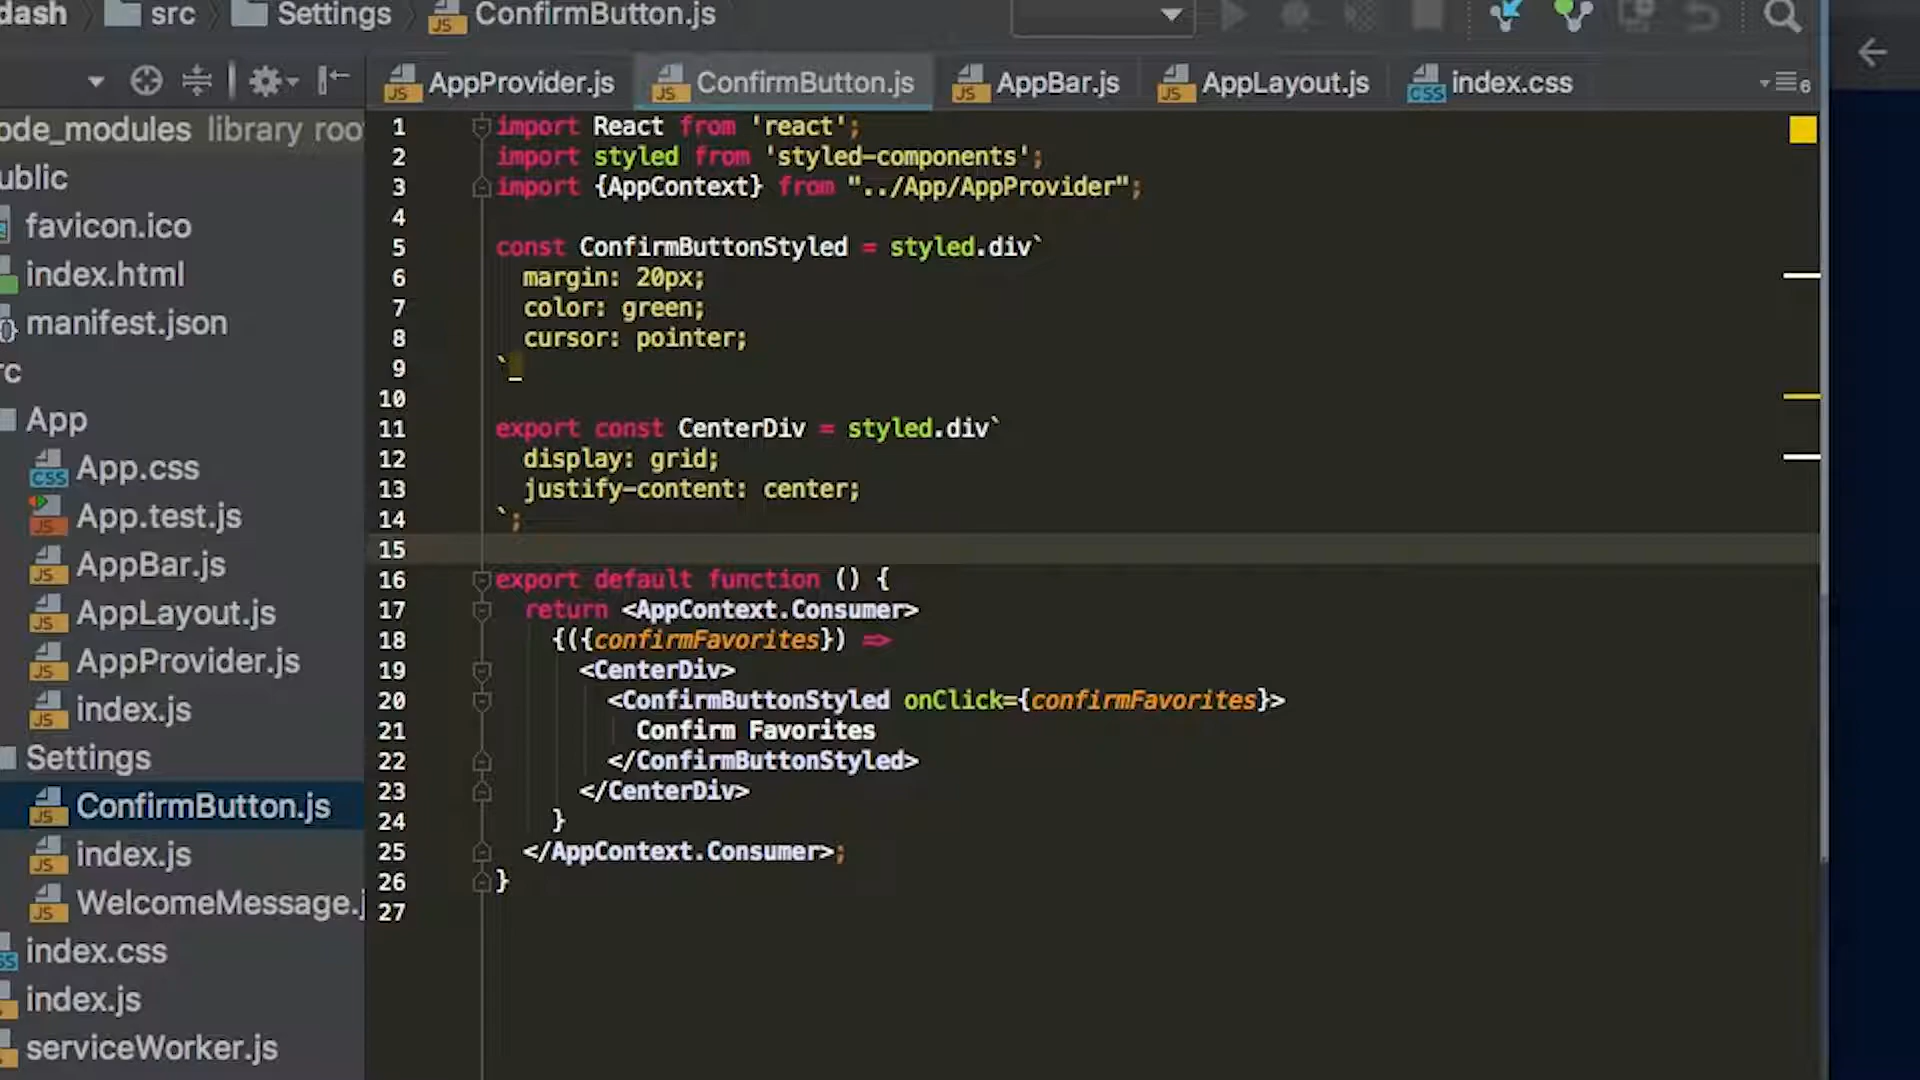 dash src Settings ConfirmButton.js
AppProvider.js ConfirmButton.js AppBar.js AppLayout.js index.css 6
ode_modules library roo
ublic
favicon.ico
index.html
manifest.json
rc
App
App.css
App.test.js
AppBar.js
AppLayout.js
AppProvider.js
index.js
Settings
ConfirmButton.js
index.js
WelcomeMessage.j
index.css
index.js
serviceWorker.js
1 import React from 'react';
2 import styled from 'styled-components';
3 import {AppContext} from "../App/AppProvider";
4
5 const ConfirmButtonStyled = styled.div`
6 margin: 20px;
7 color: green;
8 cursor: pointer;
9 `
10
11 export const CenterDiv = styled.div`
12 display: grid;
13 justify-content: center;
14 `;
15
16 export default function () {
17 return <AppContext.Consumer>
18 {({confirmFavorites}) =>
19 <CenterDiv>
20 <ConfirmButtonStyled onClick={confirmFavorites}>
21 Confirm Favorites
22 </ConfirmButtonStyled>
23 </CenterDiv>
24 }
25 </AppContext.Consumer>;
26 }
27